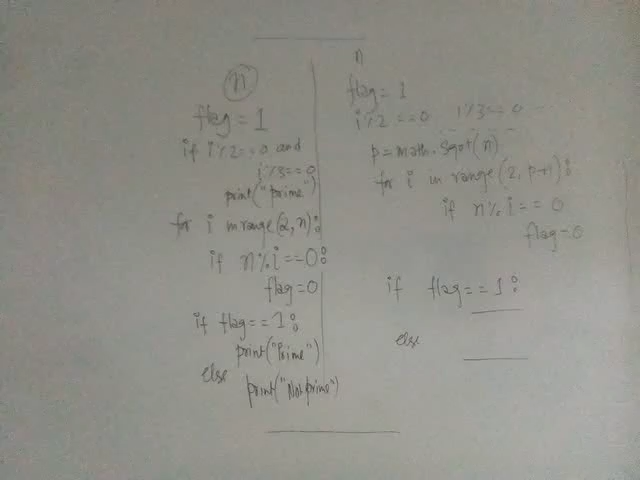 n
flag = 1
if i%2==0 and
i%3==0
print("prime")
for i in range(2, n):
if n%i==0:
flag=0
if flag==1:
print("Prime")
else
print("Not prime")
n
flag = 1
i%2==0 i%3==0 --
p=math.sqrt(n)
for i in range(2, p+1):
if n%i==0
flag=0
if flag==1:
else